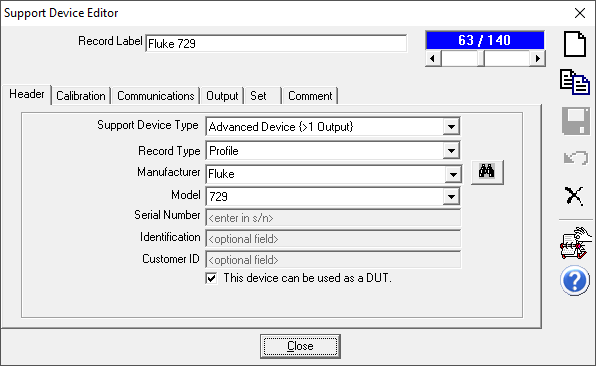 Support Device Editor
Record Label Fluke 729 63 / 140
Header Calibration Communications Output Set Comment
Support Device Type Advanced Device {>1 Output}
Record Type Profile
Manufacturer Fluke
Model 729
Serial Number <enter in s/n>
Identification <optional field>
Customer ID <optional field>
This device can be used as a DUT.
Close